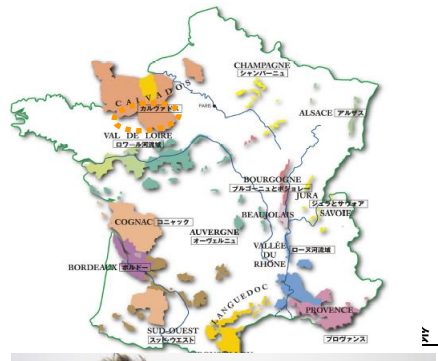 CHAMPAGNE
シャンパーニュ
CALVADOS
カルヴァドス
PARIS
ALSACE アルザス
VAL DE LOIRE
ロワール河流域
BOURGOGNE
ブルゴーニュとボジョレー
JURA
ジュラとサヴォア
SAVOIE
BEAUJOLAIS
COGNAC コニャック
AUVERGNE
オーヴェルニュ
VALLÉE
DU
RHÔNE
ローヌ河流域
BORDEAUX ボルドー
LANGUEDOC
PROVENCE
プロヴァンス
SUD-OUEST
スッド・ウエスト